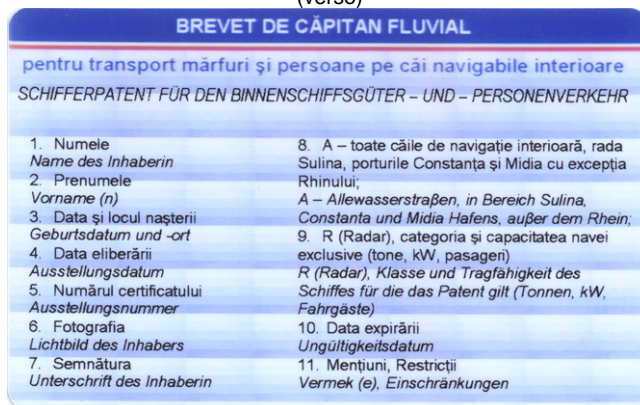 (verso)
BREVET DE CĂPITAN FLUVIAL
pentru transport mărfuri şi persoane pe căi navigabile interioare
SCHIFFERPATENT FÜR DEN BINNENSCHIFFSGÜTER – UND – PERSONENVERKEHR
1. Numele
Name des Inhaberin
2. Prenumele
Vorname (n)
3. Data şi locul naşterii
Geburtsdatum und -ort
4. Data eliberării
Ausstellungsdatum
5. Numărul certificatului
Ausstellungsnummer
6. Fotografia
Lichtbild des Inhabers
7. Semnătura
Unterschrift des Inhaberin
8. A – toate căile de navigaţie interioară, rada
Sulina, porturile Constanţa şi Midia cu excepţia
Rhinului;
A – Allewasserstraβen, in Bereich Sulina,
Constanta und Midia Hafens, auβer dem Rhein;
9. R (Radar), categoria şi capacitatea navei
exclusive (tone, kW, pasageri)
R (Radar), Klasse und Tragfähigkeit des
Schiffes für die das Patent gilt (Tonnen, kW,
Fahrgäste)
10. Data expirării
Ungültigkeitsdatum
11. Menţiuni, Restricţii
Vermek (e), Einschränkungen